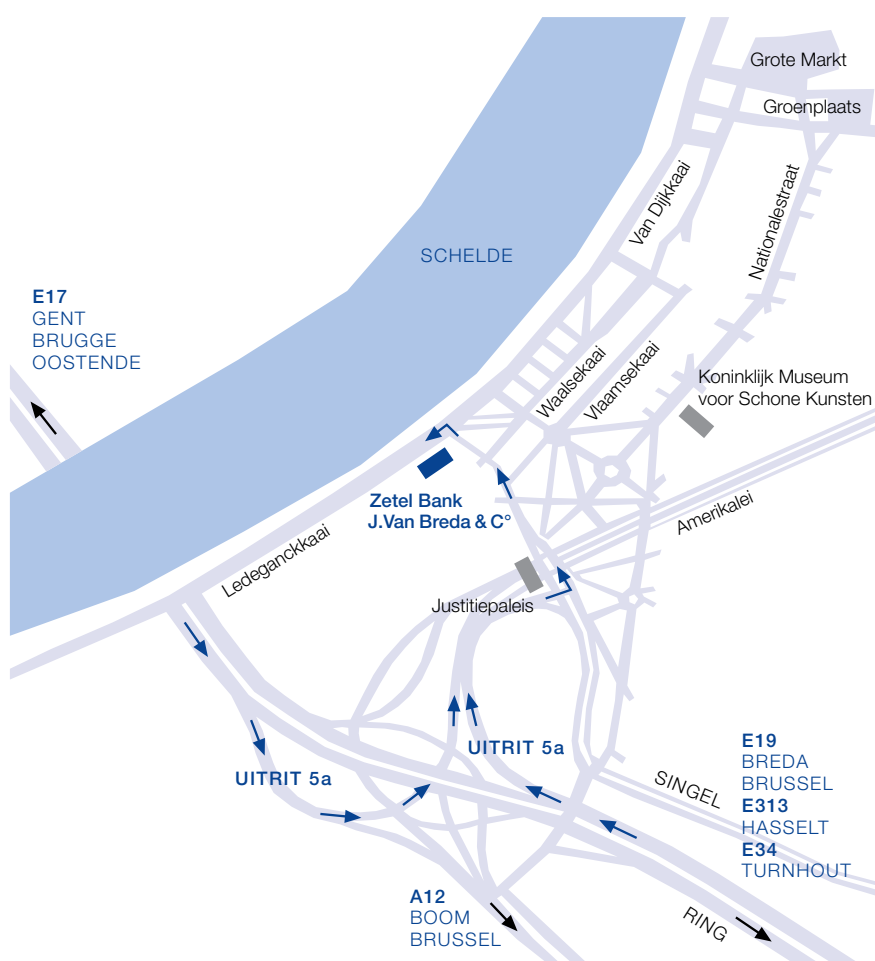 Grote Markt
Groenplaats
Van Dijkkaai
Nationalestraat
SCHELDE
E17
GENT
BRUGGE
OOSTENDE
Waalsekaai
Vlaamsekaai
Koninklijk Museum
voor Schone Kunsten
Zetel Bank
J.Van Breda & C°
Amerikalei
Ledeganckkaai
Justitiepaleis
UITRIT 5a
UITRIT 5a
SINGEL
E19
BREDA
BRUSSEL
E313
HASSELT
E34
TURNHOUT
A12
BOOM
BRUSSEL
RING